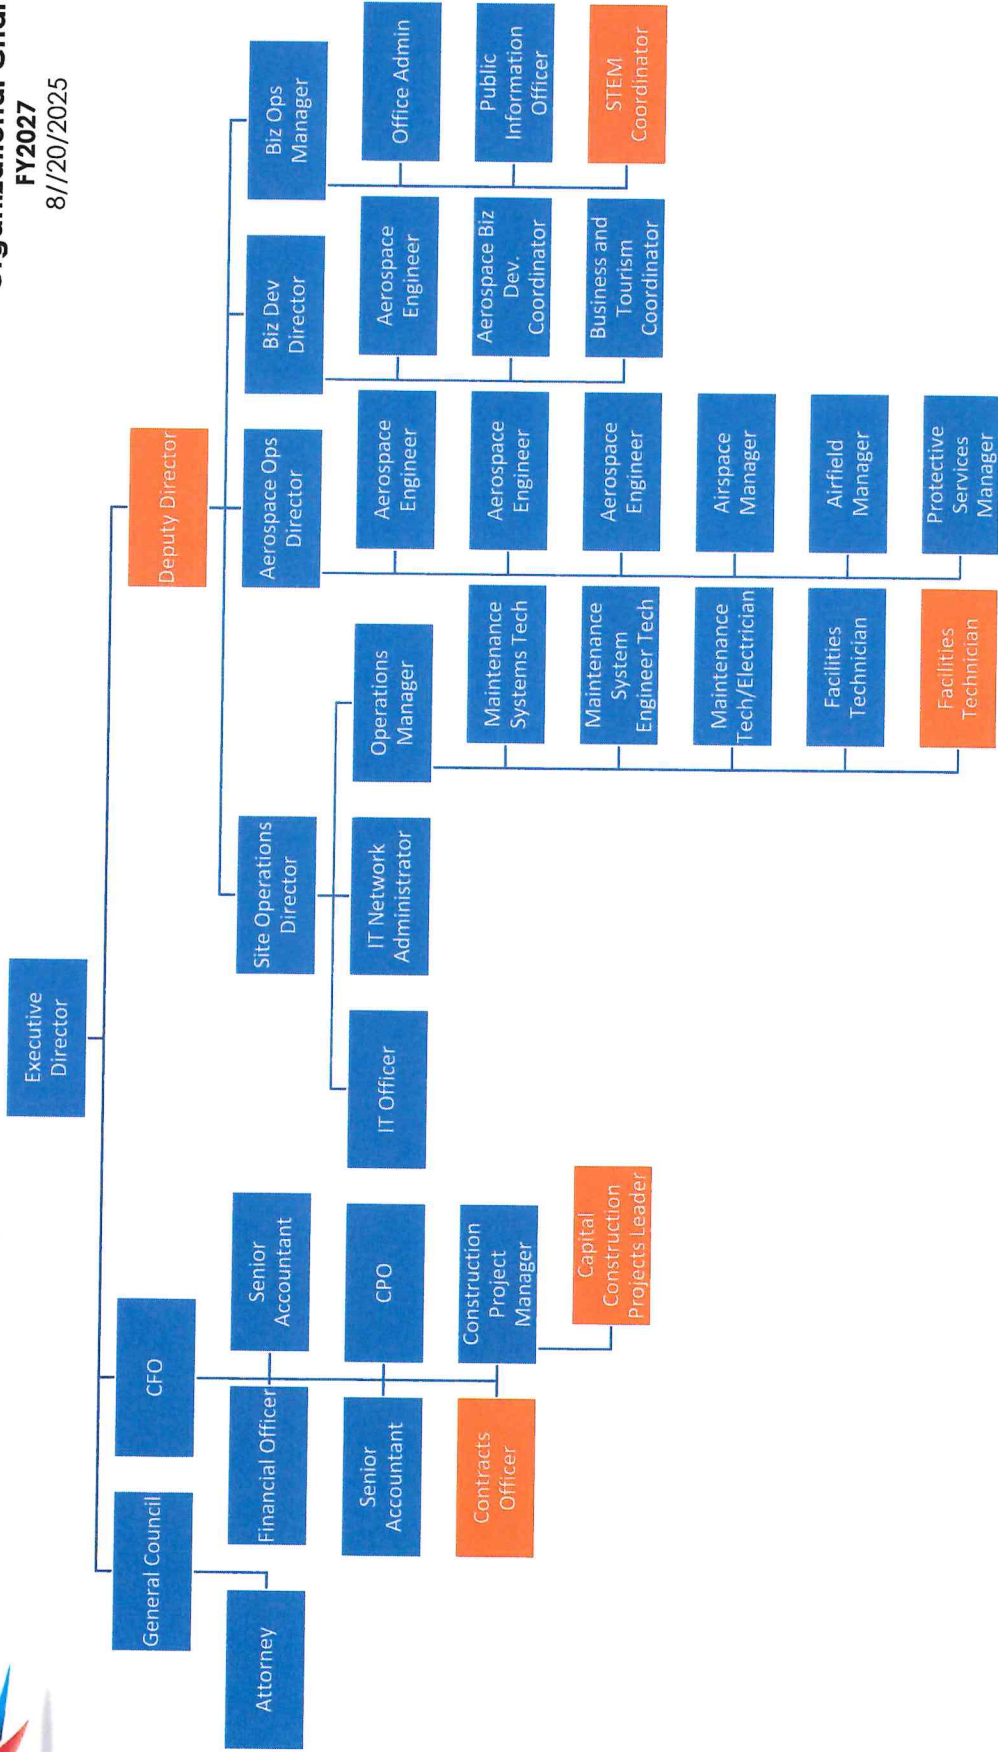 FY2027
8//20/2025
Executive
Director
General Council
CFO
Deputy Director
Attorney
Financial Officer
Senior
Accountant
Senior
Accountant
CPO
Contracts
Officer
Construction
Project
Manager
Capital
Construction
Projects Leader
Site Operations
Director
Aerospace Ops
Director
Biz Dev
Director
Biz Ops
Manager
IT Officer
IT Network
Administrator
Operations
Manager
Maintenance
Systems Tech
Maintenance
System
Engineer Tech
Maintenance
Tech/Electrician
Facilities
Technician
Facilities
Technician
Aerospace
Engineer
Aerospace
Engineer
Aerospace
Engineer
Airspace
Manager
Airfield
Manager
Protective
Services
Manager
Aerospace
Engineer
Aerospace Biz
Dev.
Coordinator
Business and
Tourism
Coordinator
Office Admin
Public
Information
Officer
STEM
Coordinator